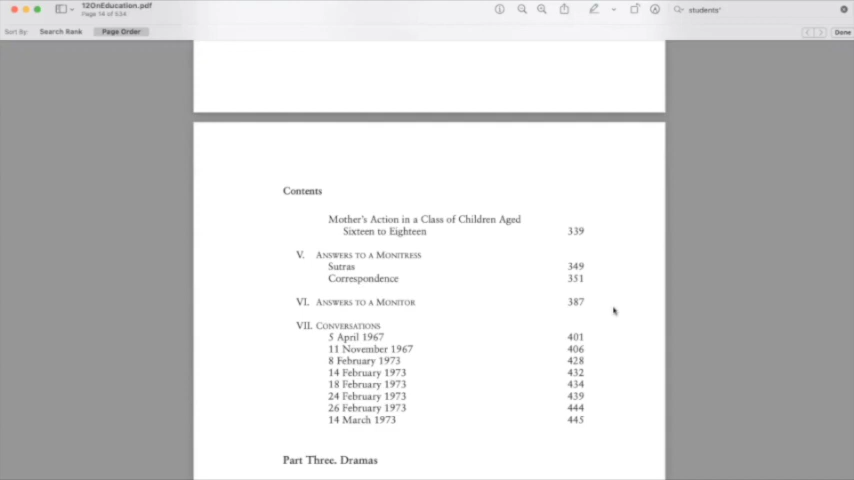 12OnEducation.pdf
Page 14 of 534
students"
Sort by
Search Rank
Page Order
Done
Contents
Mother's Action in a Class of Children Aged
Sixteen to Eighteen 339
V. ANSWERS TO A MONITRESS
Sutras 349
Correspondence 351
VI. ANSWERS TO A MONITOR 387
VII. CONVERSATIONS
5 April 1967 401
11 November 1967 406
8 February 1973 428
14 February 1973 432
18 February 1973 434
24 February 1973 439
26 February 1973 444
14 March 1973 445
Part Three. Dramas